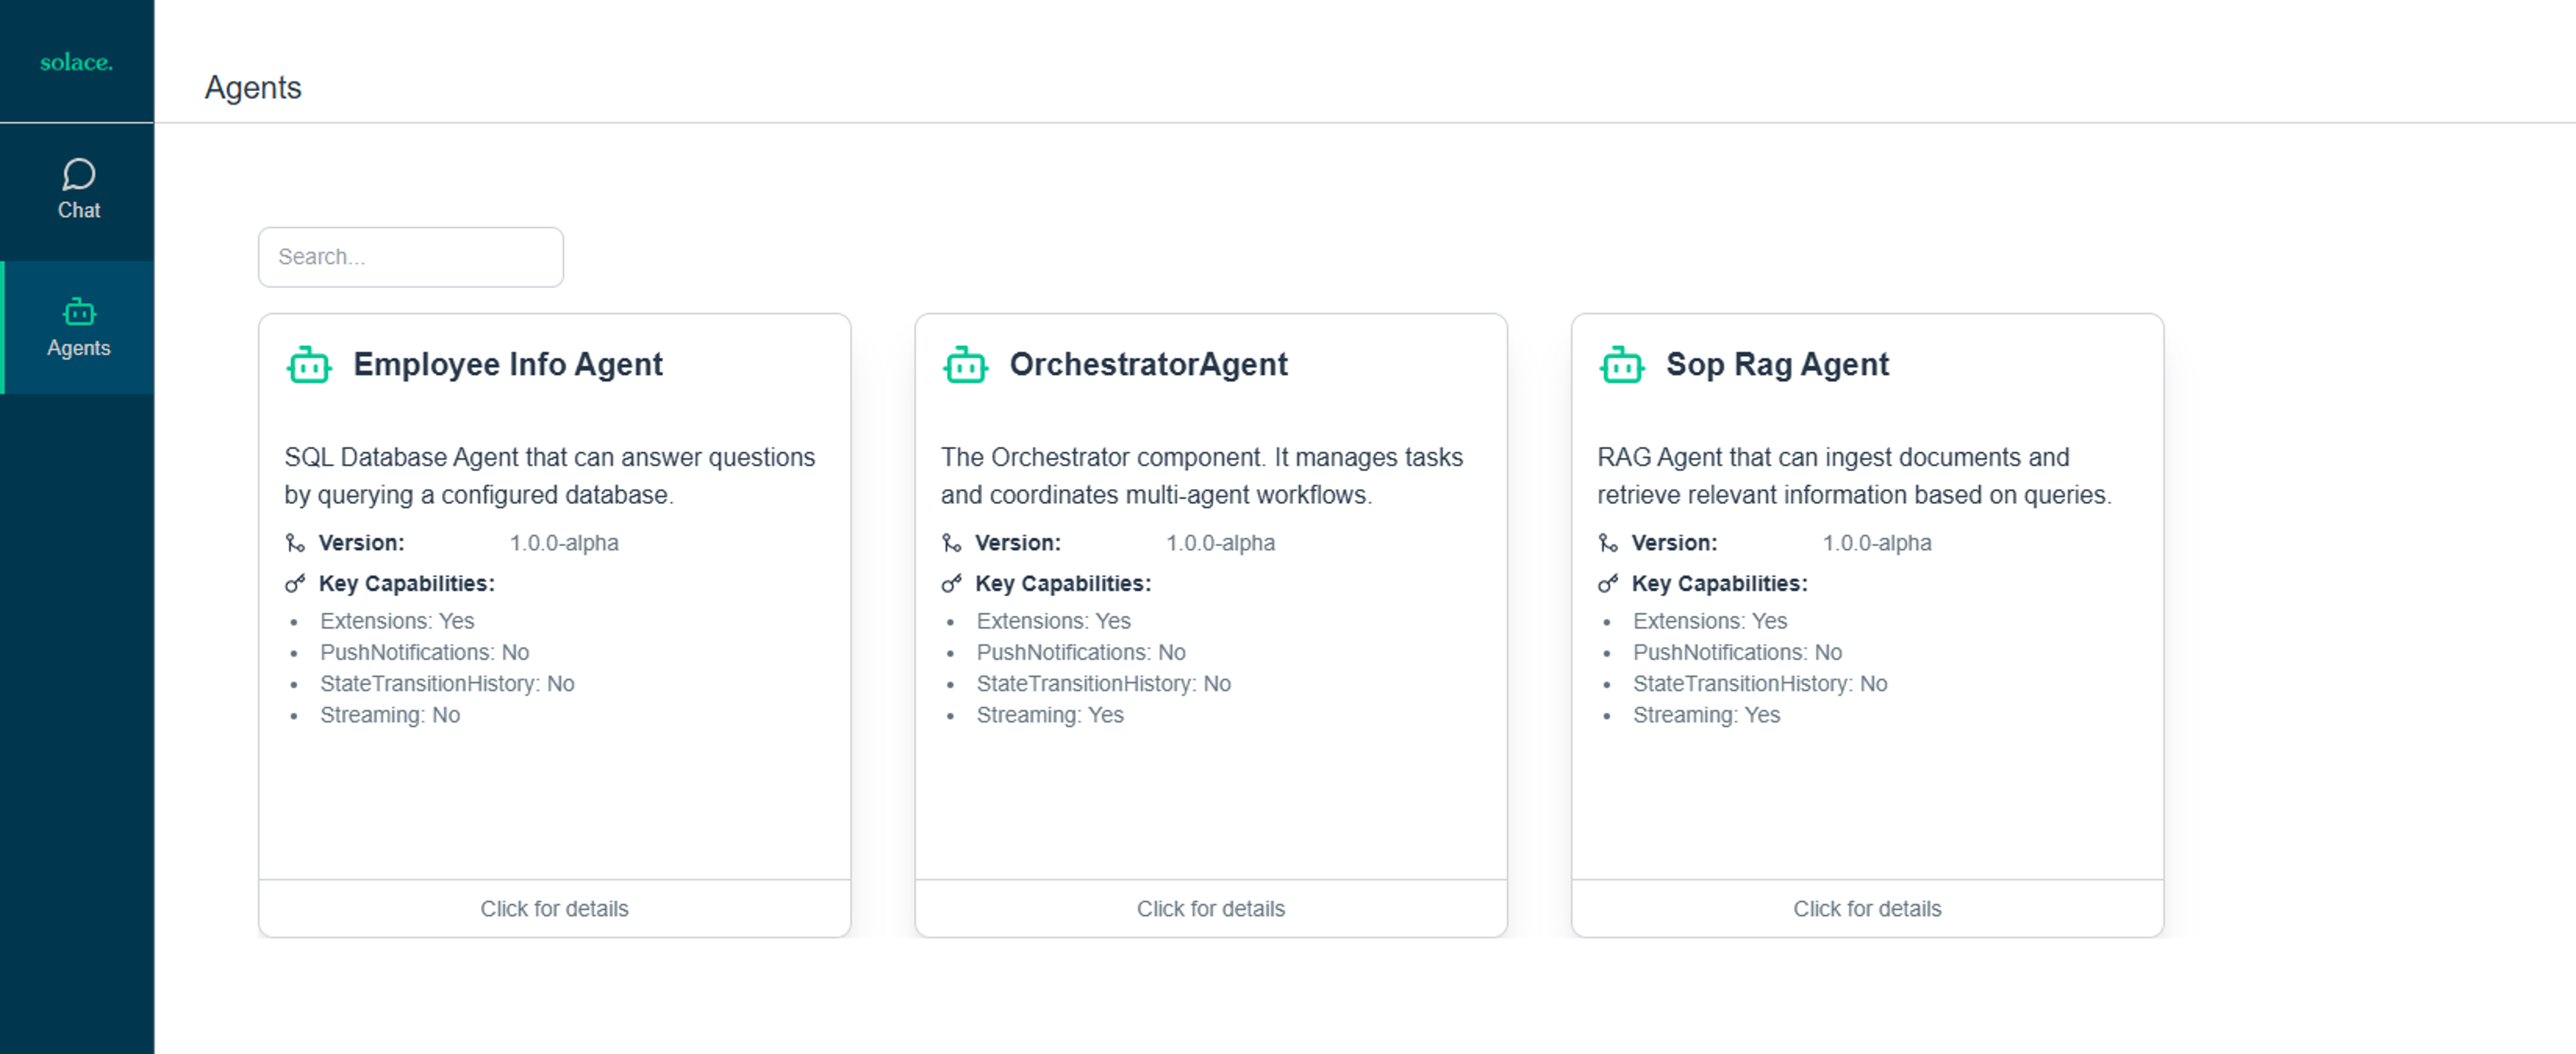 solace.
Chat
Agents
Agents
Search...
Employee Info Agent
SQL Database Agent that can answer questions
by querying a configured database.
Version: 1.0.0-alpha
Key Capabilities:
• Extensions: Yes
• PushNotifications: No
• StateTransitionHistory: No
• Streaming: No
Click for details
OrchestratorAgent
The Orchestrator component. It manages tasks
and coordinates multi-agent workflows.
Version: 1.0.0-alpha
Key Capabilities:
• Extensions: Yes
• PushNotifications: No
• StateTransitionHistory: No
• Streaming: Yes
Click for details
Sop Rag Agent
RAG Agent that can ingest documents and
retrieve relevant information based on queries.
Version: 1.0.0-alpha
Key Capabilities:
• Extensions: Yes
• PushNotifications: No
• StateTransitionHistory: No
• Streaming: Yes
Click for details